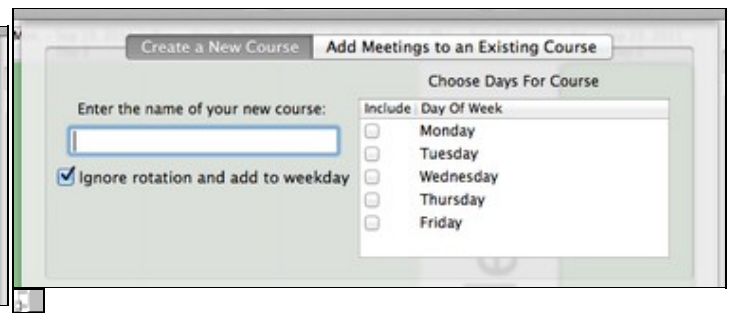 Create a New Course
Add Meetings to an Existing Course
Choose Days For Course
Enter the name of your new course:
Include
Day Of Week
Monday
Tuesday
Ignore rotation and add to weekday
Wednesday
Thursday
Friday